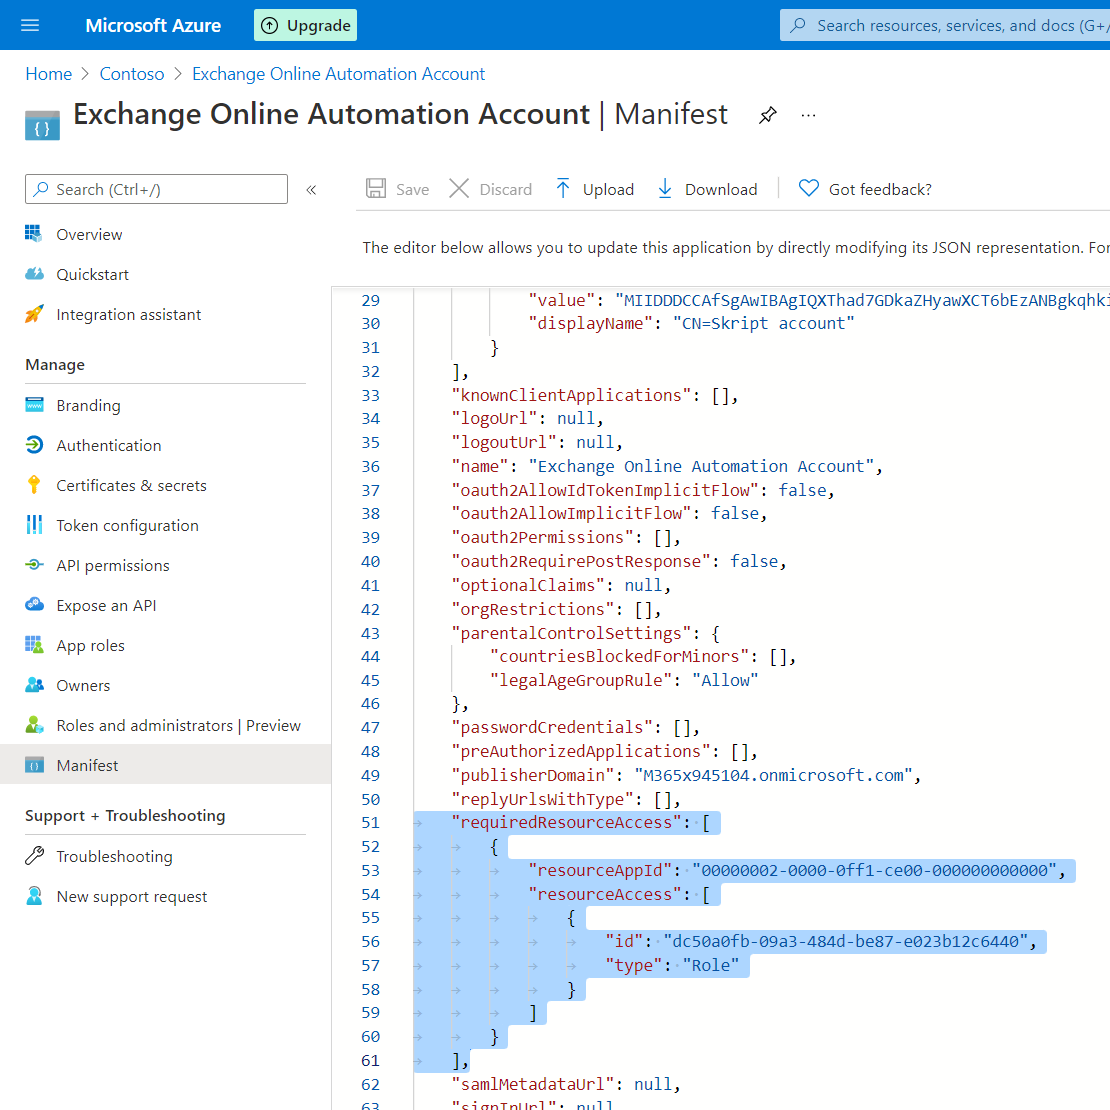 Microsoft Azure
Upgrade
Search resources, services, and docs (G+/
Home > Contoso > Exchange Online Automation Account
Exchange Online Automation Account | Manifest
Search (Ctrl+/)
«
Save
Discard
Upload
Download
Got feedback?
Overview
Quickstart
Integration assistant
Manage
Branding
Authentication
Certificates & secrets
Token configuration
API permissions
Expose an API
App roles
Owners
Roles and administrators | Preview
Manifest
Support + Troubleshooting
Troubleshooting
New support request
The editor below allows you to update this application by directly modifying its JSON representation. For
29 "value": "MIIDDDCCAfSgAwIBAgIQXThad7GDkaZHyawXCT6bEzANBgkqhki
30 "displayName": "CN=Skript account"
31 }
32 ],
33 "knownClientApplications": [],
34 "logoUrl": null,
35 "logoutUrl": null,
36 "name": "Exchange Online Automation Account",
37 "oauth2AllowIdTokenImplicitFlow": false,
38 "oauth2AllowImplicitFlow": false,
39 "oauth2Permissions": [],
40 "oauth2RequirePostResponse": false,
41 "optionalClaims": null,
42 "orgRestrictions": [],
43 "parentalControlSettings": {
44 "countriesBlockedForMinors": [],
45 "legalAgeGroupRule": "Allow"
46 },
47 "passwordCredentials": [],
48 "preAuthorizedApplications": [],
49 "publisherDomain": "M365x945104.onmicrosoft.com",
50 "replyUrlsWithType": [],
51 "requiredResourceAccess": [
52 {
53 "resourceAppId": "00000002-0000-0ff1-ce00-000000000000",
54 "resourceAccess": [
55 {
56 "id": "dc50a0fb-09a3-484d-be87-e023b12c6440",
57 "type": "Role"
58 }
59 ]
60 }
61 ],
62 "samlMetadataUrl": null,
63 "signInUrl": null